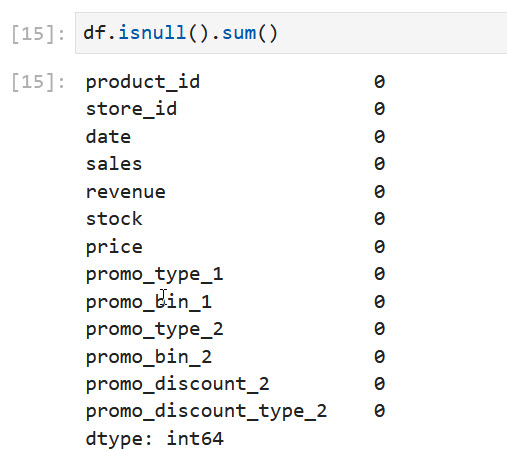 [15]: df.isnull().sum()
[15]: product_id 0
store_id 0
date 0
sales 0
revenue 0
stock 0
price 0
promo_type_1 0
promo_bin_1 0
promo_type_2 0
promo_bin_2 0
promo_discount_2 0
promo_discount_type_2 0
dtype: int64